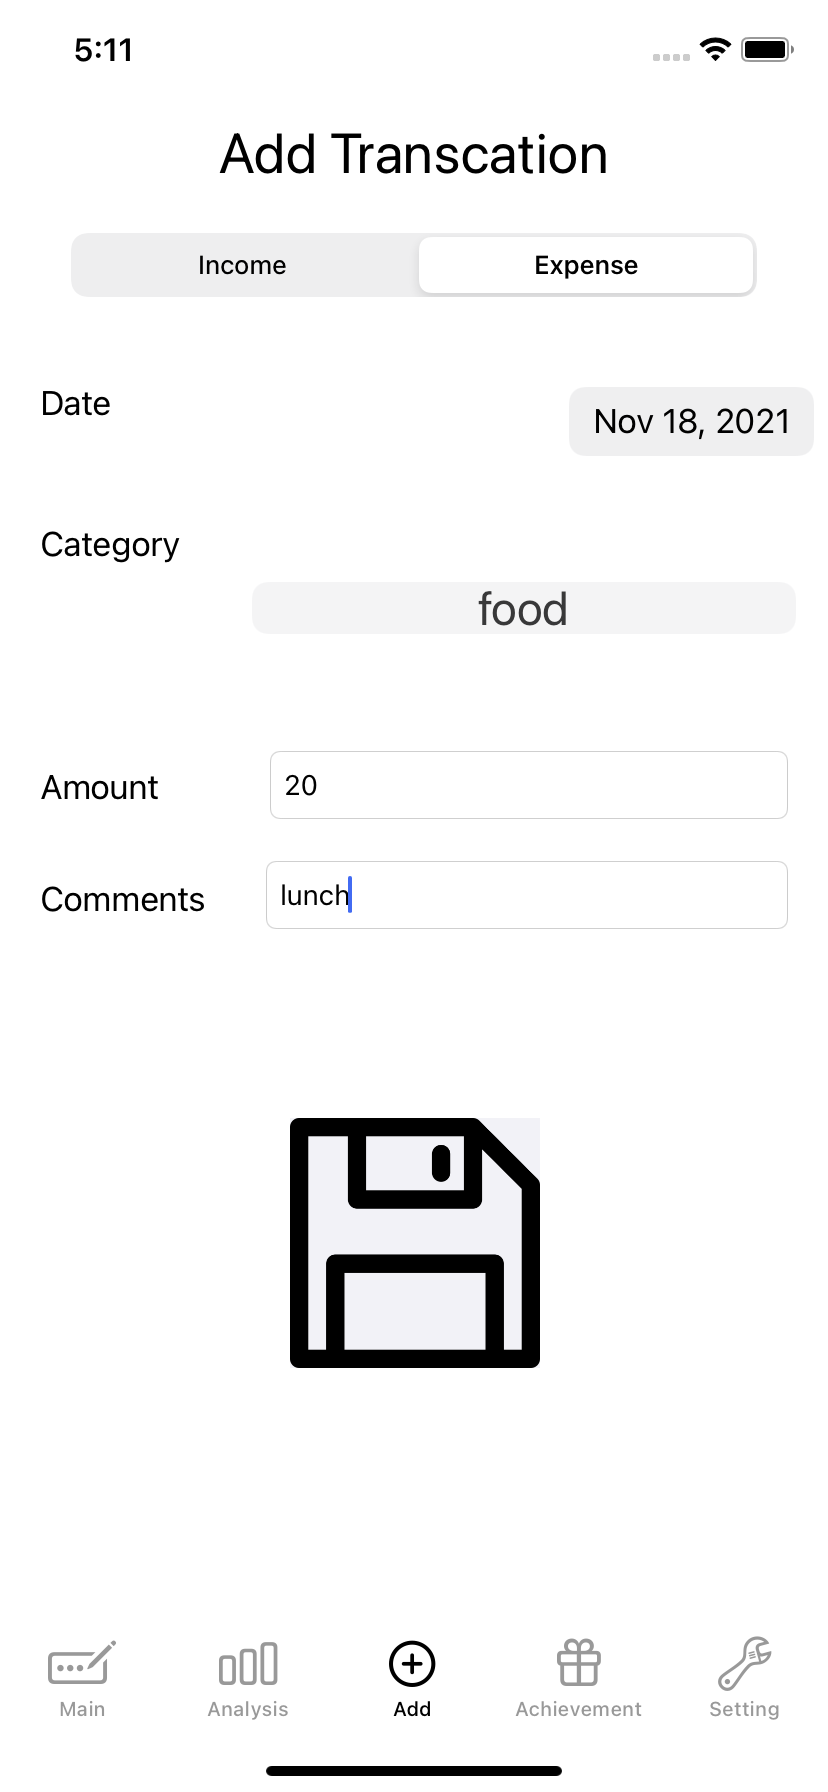 5:11
Add Transcation
Income Expense
Date Nov 18, 2021
Category
food
Amount 20
Comments lunch
Main Analysis Add Achievement Setting